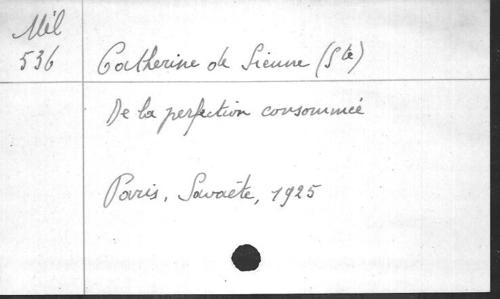 Mél
536
Catherine de Sienne (Ste)
De la perfection consommée
Paris, Savaète, 1925